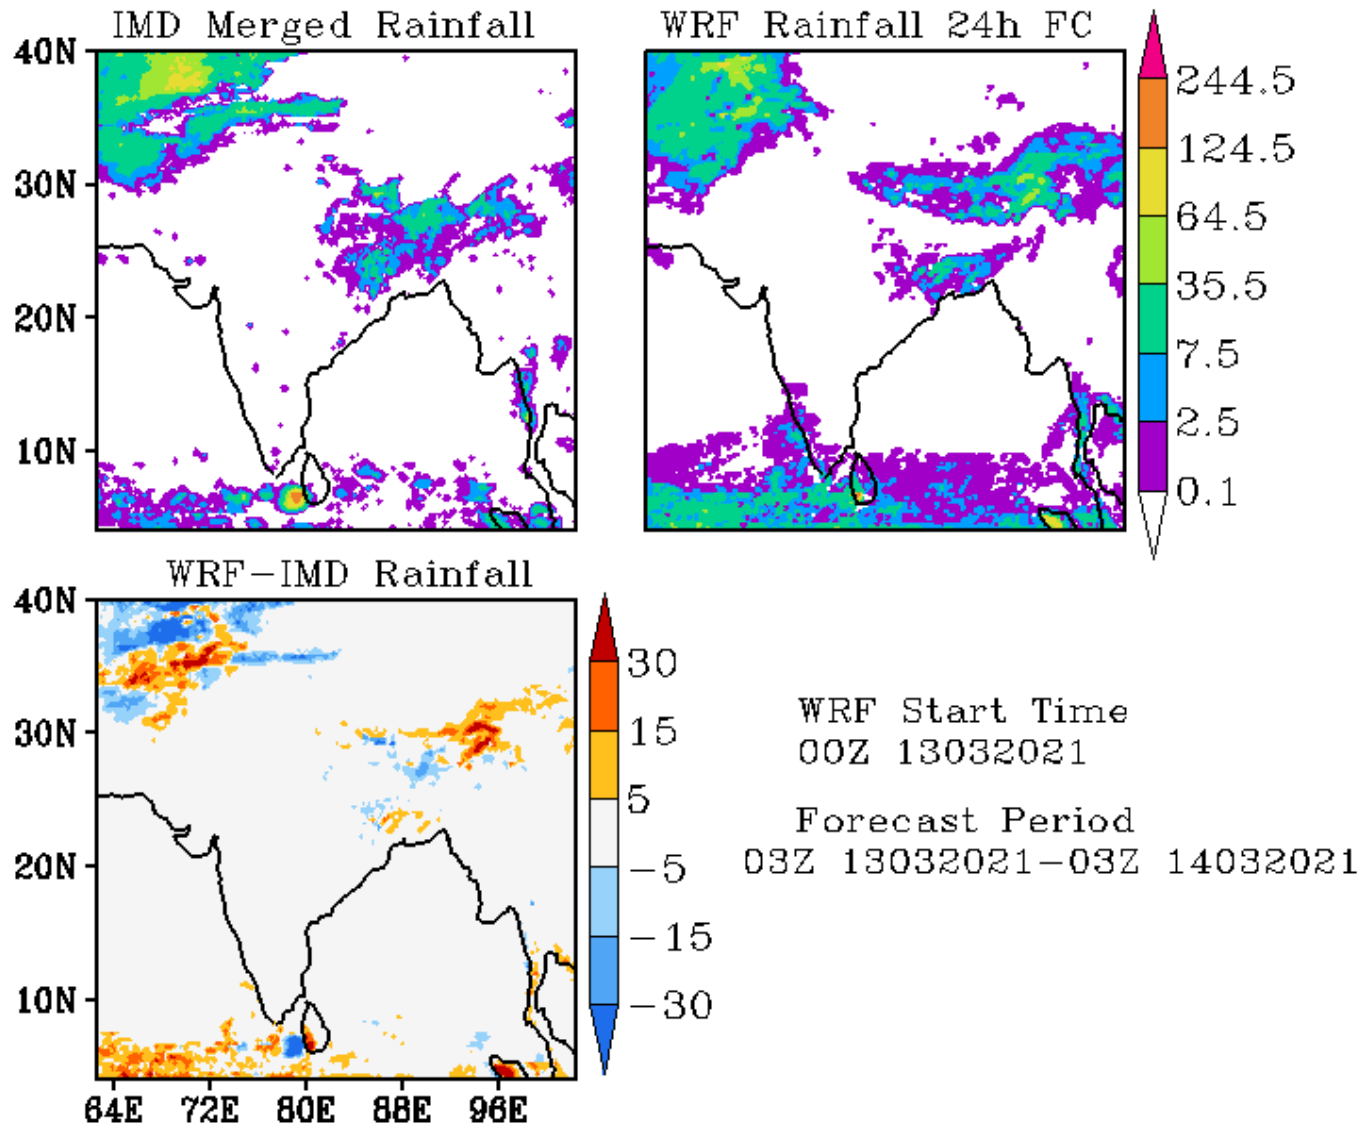 IMD Merged Rainfall
WRF Rainfall 24h FC
40N
30N
20N
10N
244.5
124.5
64.5
35.5
7.5
2.5
0.1
WRF-IMD Rainfall
40N
30N
20N
10N
64E 72E 80E 88E 96E
30
15
5
-5
-15
-30
WRF Start Time
00Z 13032021
Forecast Period
03Z 13032021-03Z 14032021